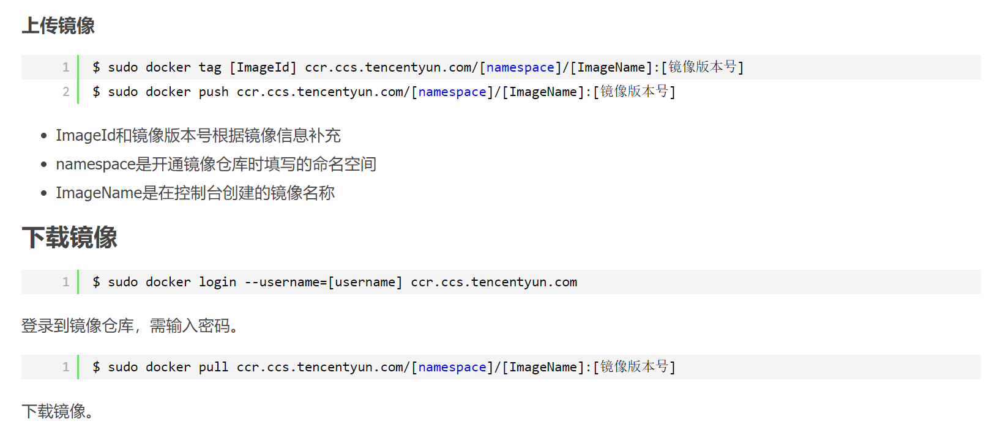 上传镜像
1 $ sudo docker tag [ImageId] ccr.ccs.tencentyun.com/[namespace]/[ImageName]:[镜像版本号]
2 $ sudo docker push ccr.ccs.tencentyun.com/[namespace]/[ImageName]:[镜像版本号]
• ImageId和镜像版本号根据镜像信息补充
• namespace是开通镜像仓库时填写的命名空间
• ImageName是在控制台创建的镜像名称
下载镜像
1 $ sudo docker login --username=[username] ccr.ccs.tencentyun.com
登录到镜像仓库，需输入密码。
1 $ sudo docker pull ccr.ccs.tencentyun.com/[namespace]/[ImageName]:[镜像版本号]
下载镜像。